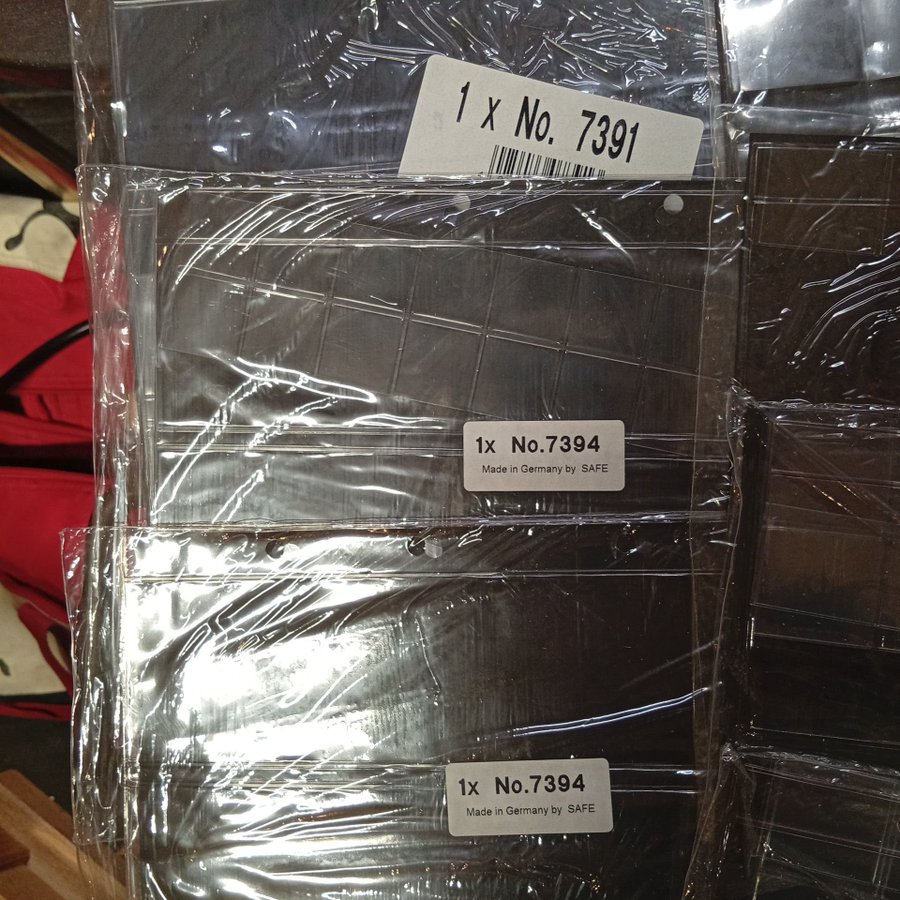 1 x No. 7391
1x No.7394
Made in Germany by SAFE
1x No.7394
Made in Germany by SAFE